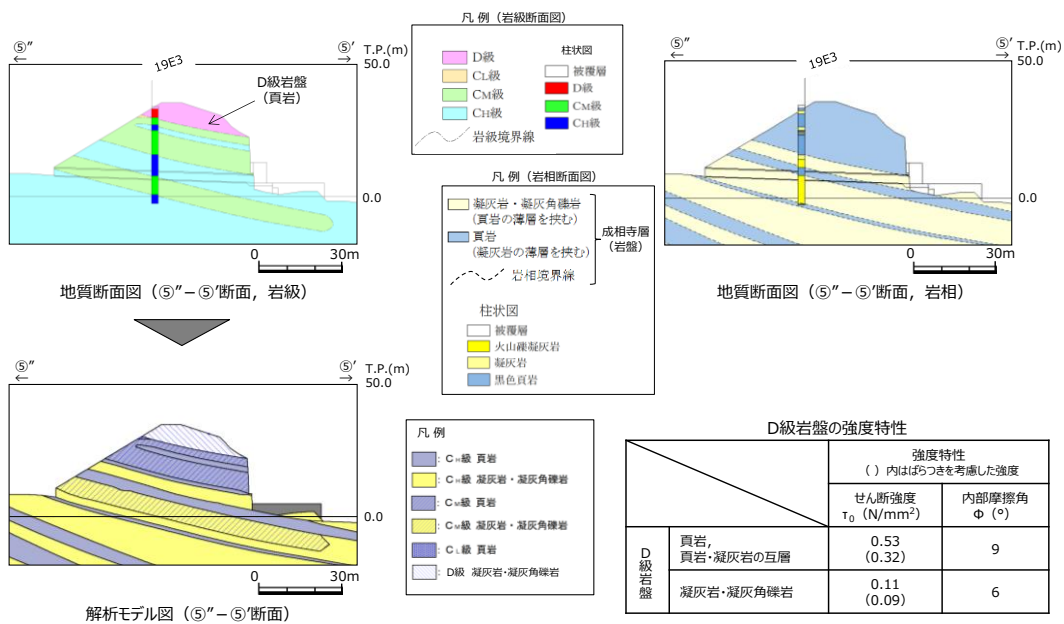 ⑤″
⑤′
T.P.(m)
19E3
50.0
D級岩盤
(頁岩)
0.0
0
30m
地質断面図（⑤″－⑤′断面，岩級）
凡 例（岩級断面図）
D級
CL級
CM級
CH級
岩級境界線
柱状図
被覆層
D級
CM級
CH級
凡 例（岩相断面図）
凝灰岩・凝灰角礫岩
(頁岩の薄層を挟む)
頁岩
(凝灰岩の薄層を挟む)
成相寺層
(岩盤)
岩相境界線
柱状図
被覆層
火山礫凝灰岩
凝灰岩
黒色頁岩
⑤″
⑤′
T.P.(m)
19E3
50.0
0.0
0
30m
地質断面図（⑤″－⑤′断面，岩相）
⑤″
⑤′
T.P.(m)
50.0
0.0
0
30m
解析モデル図（⑤″－⑤′断面）
凡 例
: CH級 頁岩
: CH級 凝灰岩・凝灰角礫岩
: CM級 頁岩
: CM級 凝灰岩・凝灰角礫岩
: CL級 頁岩
: D級 凝灰岩・凝灰角礫岩
D級岩盤の強度特性
強度特性
（ ）内はばらつきを考慮した強度
せん断強度
τ0（N/mm2）
内部摩擦角
Φ（°）
D級岩盤
頁岩，
頁岩・凝灰岩の互層
0.53
（0.32）
9
凝灰岩・凝灰角礫岩
0.11
（0.09）
6